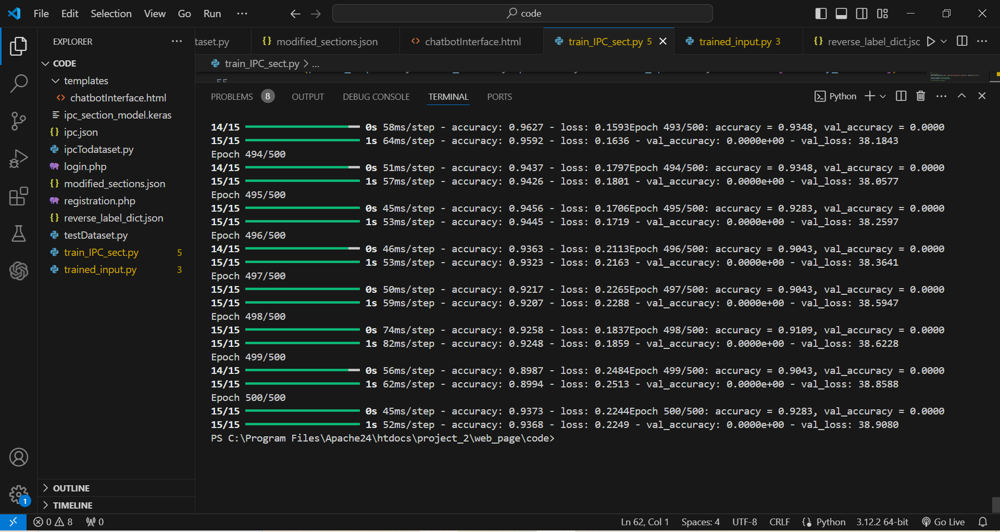 File Edit Selection View Go Run ··· code
EXPLORER ···
CODE
templates
chatbotInterface.html
ipc_section_model.keras
ipc.json
ipcTodataset.py
login.php
modified_sections.json
registration.php
reverse_label_dict.json
testDataset.py
train_IPC_sect.py 5
trained_input.py 3
OUTLINE
TIMELINE
taset.py modified_sections.json chatbotInterface.html train_IPC_sect.py 5 trained_input.py 3 reverse_label_dict.jsc
train_IPC_sect.py > ...
55
PROBLEMS 8 OUTPUT DEBUG CONSOLE TERMINAL PORTS Python
14/15 0s 58ms/step - accuracy: 0.9627 - loss: 0.1593Epoch 493/500: accuracy = 0.9348, val_accuracy = 0.0000
15/15 1s 64ms/step - accuracy: 0.9592 - loss: 0.1636 - val_accuracy: 0.0000e+00 - val_loss: 38.1843
Epoch 494/500
14/15 0s 51ms/step - accuracy: 0.9437 - loss: 0.1797Epoch 494/500: accuracy = 0.9348, val_accuracy = 0.0000
15/15 1s 57ms/step - accuracy: 0.9426 - loss: 0.1801 - val_accuracy: 0.0000e+00 - val_loss: 38.0577
Epoch 495/500
15/15 0s 45ms/step - accuracy: 0.9456 - loss: 0.1706Epoch 495/500: accuracy = 0.9283, val_accuracy = 0.0000
15/15 1s 53ms/step - accuracy: 0.9445 - loss: 0.1719 - val_accuracy: 0.0000e+00 - val_loss: 38.2597
Epoch 496/500
14/15 0s 46ms/step - accuracy: 0.9363 - loss: 0.2113Epoch 496/500: accuracy = 0.9043, val_accuracy = 0.0000
15/15 1s 53ms/step - accuracy: 0.9323 - loss: 0.2163 - val_accuracy: 0.0000e+00 - val_loss: 38.3641
Epoch 497/500
15/15 0s 50ms/step - accuracy: 0.9217 - loss: 0.2265Epoch 497/500: accuracy = 0.9043, val_accuracy = 0.0000
15/15 1s 59ms/step - accuracy: 0.9207 - loss: 0.2288 - val_accuracy: 0.0000e+00 - val_loss: 38.5947
Epoch 498/500
15/15 0s 74ms/step - accuracy: 0.9258 - loss: 0.1837Epoch 498/500: accuracy = 0.9109, val_accuracy = 0.0000
15/15 1s 82ms/step - accuracy: 0.9248 - loss: 0.1859 - val_accuracy: 0.0000e+00 - val_loss: 38.6228
Epoch 499/500
14/15 0s 56ms/step - accuracy: 0.8987 - loss: 0.2484Epoch 499/500: accuracy = 0.9043, val_accuracy = 0.0000
15/15 1s 62ms/step - accuracy: 0.8994 - loss: 0.2513 - val_accuracy: 0.0000e+00 - val_loss: 38.8588
Epoch 500/500
15/15 0s 45ms/step - accuracy: 0.9373 - loss: 0.2244Epoch 500/500: accuracy = 0.9283, val_accuracy = 0.0000
15/15 1s 52ms/step - accuracy: 0.9368 - loss: 0.2249 - val_accuracy: 0.0000e+00 - val_loss: 38.9080
PS C:\Program Files\Apache24\htdocs\project_2\web_page\code>
1
0 8 0 Ln 62, Col 1 Spaces: 4 UTF-8 CRLF Python 3.12.2 64-bit Go Live